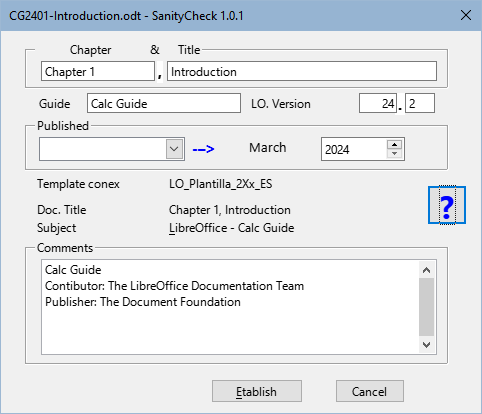 CG2401-Introduction.odt - SanityCheck 1.0.1
Chapter & Title
Chapter 1 , Introduction
Guide Calc Guide LO. Version 24 . 2
Published
--> March 2024
Template conex LO_Plantilla_2Xx_ES
?
Doc. Title Chapter 1, Introduction
Subject LibreOffice - Calc Guide
Comments
Calc Guide
Contibutor: The LibreOffice Documentation Team
Publisher: The Document Foundation
Etablish Cancel